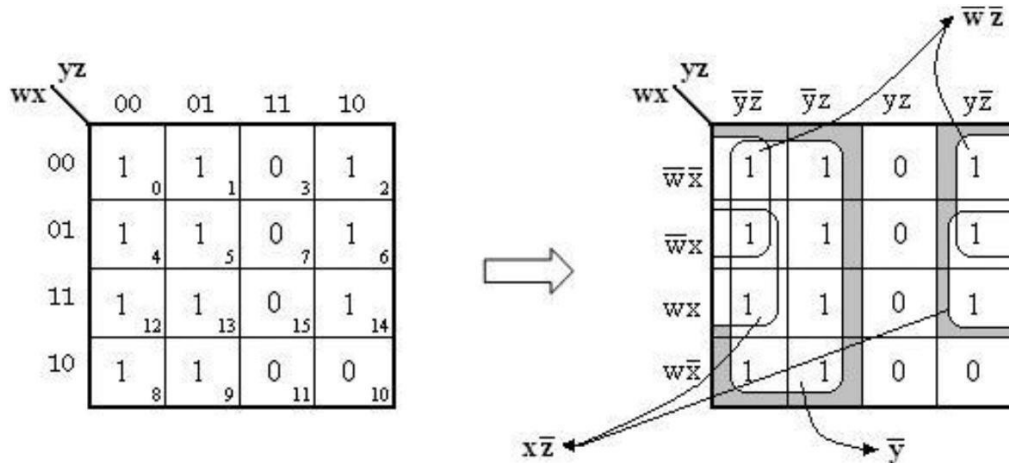 w̅ z̅
yz
wx
00 01 11 10
00 1 0 1 1 0 3 1 2
01 1 4 1 5 0 7 1 6
11 1 12 1 13 0 15 1 14
10 1 8 1 9 0 11 0 10
yz
wx
y̅z̅ y̅z yz yz̅
w̅x̅ 1 1 0 1
w̅x 1 1 0 1
wx 1 1 0 1
wx̅ 1 1 0 0
xz̅
y̅